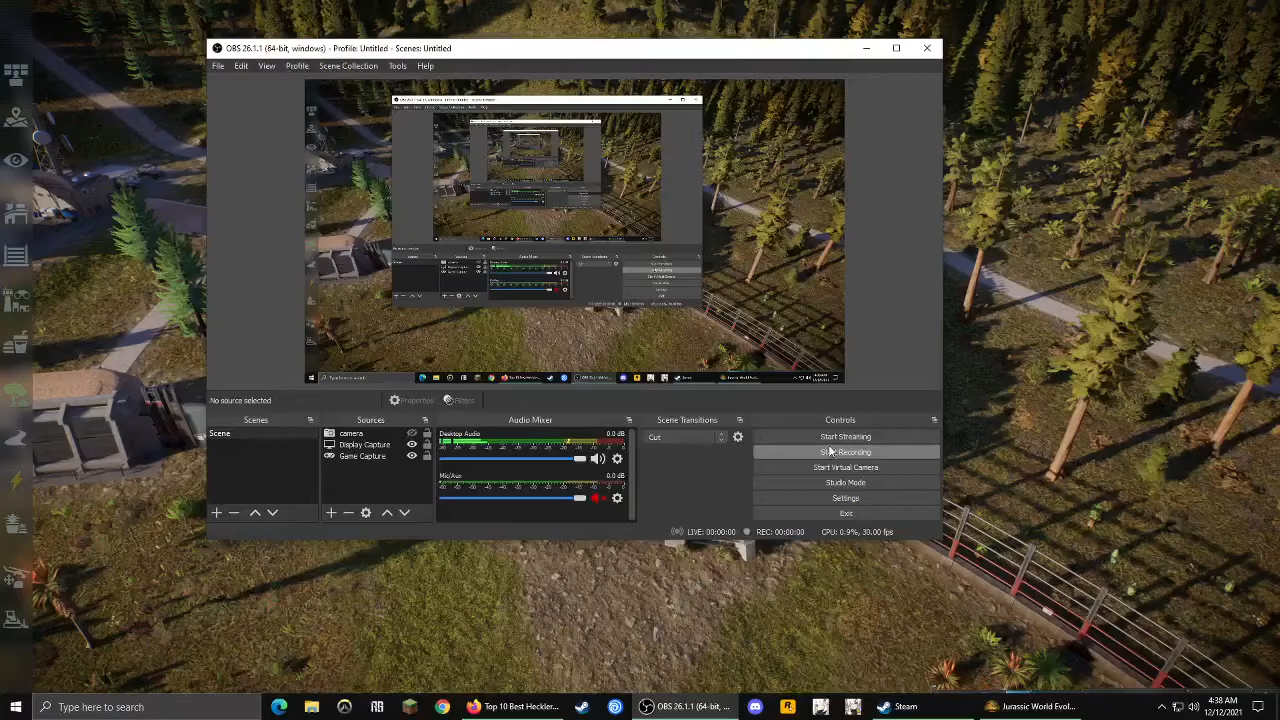 OBS 26.1.1 (64-bit, windows) - Profile: Untitled - Scenes: Untitled
File Edit View Profile Scene Collection Tools Help
No source selected Properties Filters
Scenes Sources Audio Mixer Scene Transitions Controls
Scene
camera
Display Capture
Game Capture
Desktop Audio 0.0 dB
Mic/Aux 0.0 dB
Cut
Start Streaming
Recording
Start Virtual Camera
Studio Mode
Settings
Exit
LIVE: 00:00:00 REC: 00:00:00 CPU: 0.9%, 30.00 fps
Type here to search Top 10 Best Heckler... OBS 26.1.1 (64-bit, ... Steam Jurassic World Evol... 4:38 AM
12/12/2021